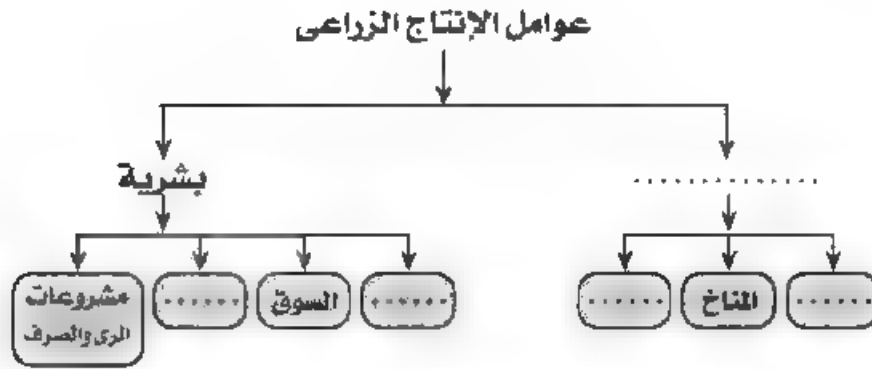 عوامل الإنتاج الزراعى
..............
بشرية
......
المناخ
......
......
السوق
......
مشروعات
الرى والصرف